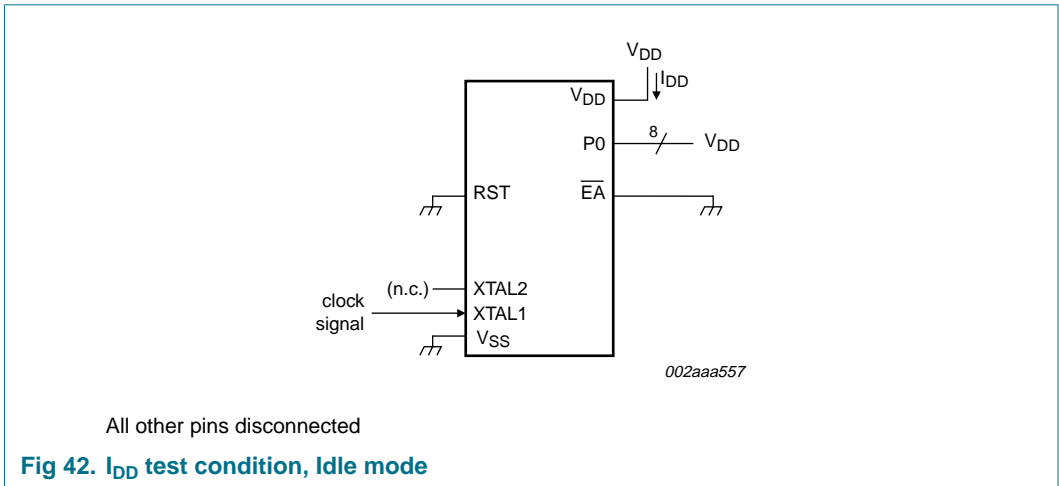 VDD
IDD
VDD
P0 8 VDD
RST EA
(n.c.) XTAL2
clock
signal
XTAL1
VSS
002aaa557
All other pins disconnected
Fig 42. IDD test condition, Idle mode